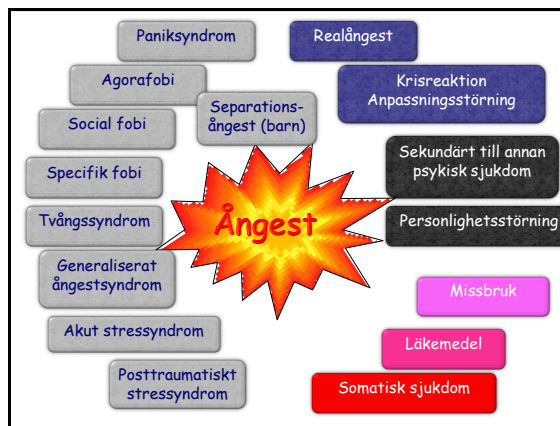 Paniksyndrom
Realångest
Agorafobi
Krisreaktion
Anpassningsstörning
Separations-
ångest (barn)
Social fobi
Sekundärt till annan
psykisk sjukdom
Specifik fobi
Ångest
Tvångssyndrom
Personlighetsstörning
Generaliserat
ångestsyndrom
Missbruk
Akut stressyndrom
Läkemedel
Posttraumatiskt
stressyndrom
Somatisk sjukdom